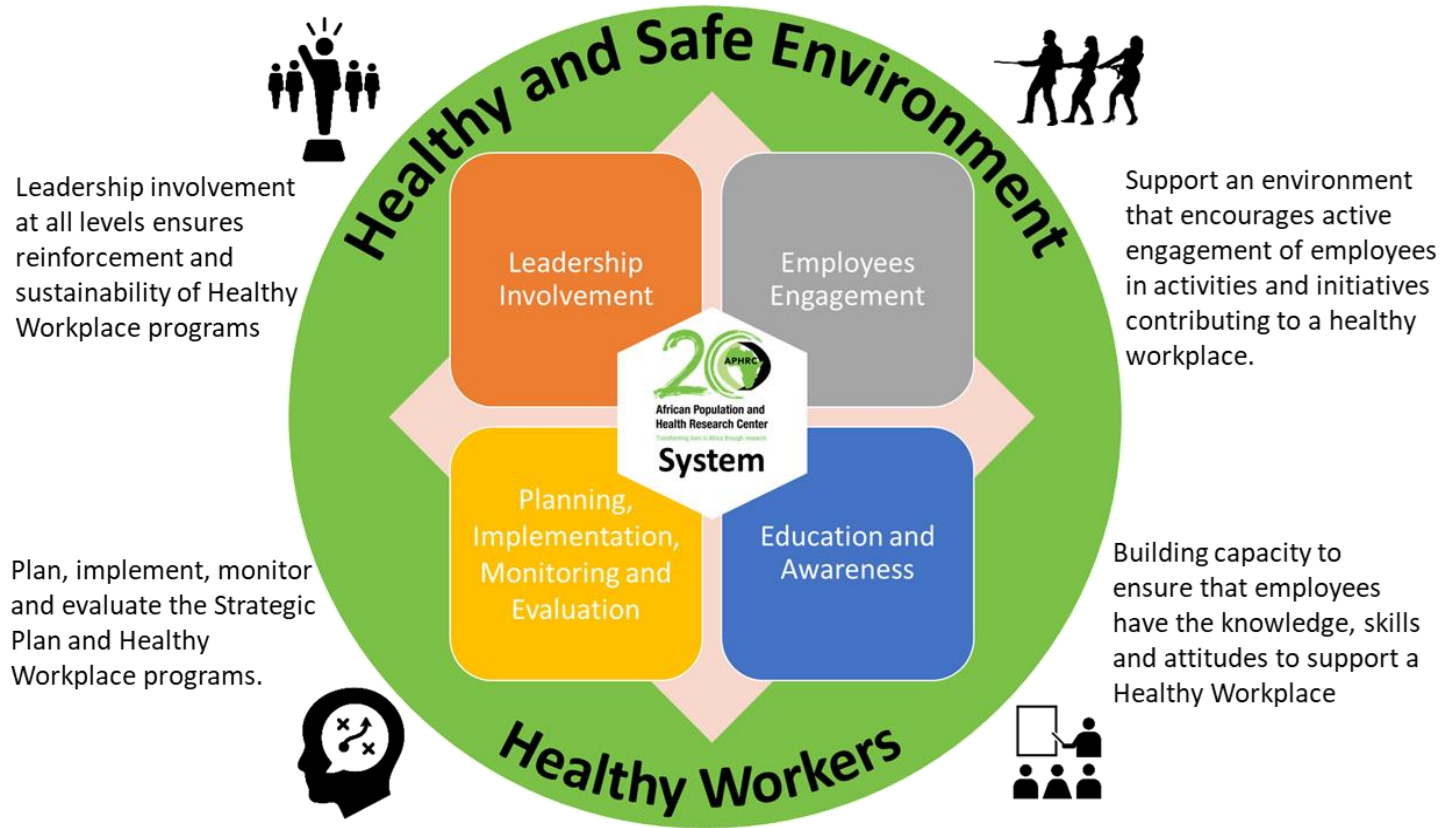 Healthy and Safe Environment
Leadership involvement
at all levels ensures
reinforcement and
sustainability of Healthy
Workplace programs
Support an environment
that encourages active
engagement of employees
in activities and initiatives
contributing to a healthy
workplace.
Leadership
Involvement
Employees
Engagement
20
APHRC
African Population and
Health Research Center
Transforming lives in Africa through research
System
Planning,
Implementation,
Monitoring and
Evaluation
Education and
Awareness
Plan, implement, monitor
and evaluate the Strategic
Plan and Healthy
Workplace programs.
Building capacity to
ensure that employees
have the knowledge, skills
and attitudes to support a
Healthy Workplace
Healthy Workers